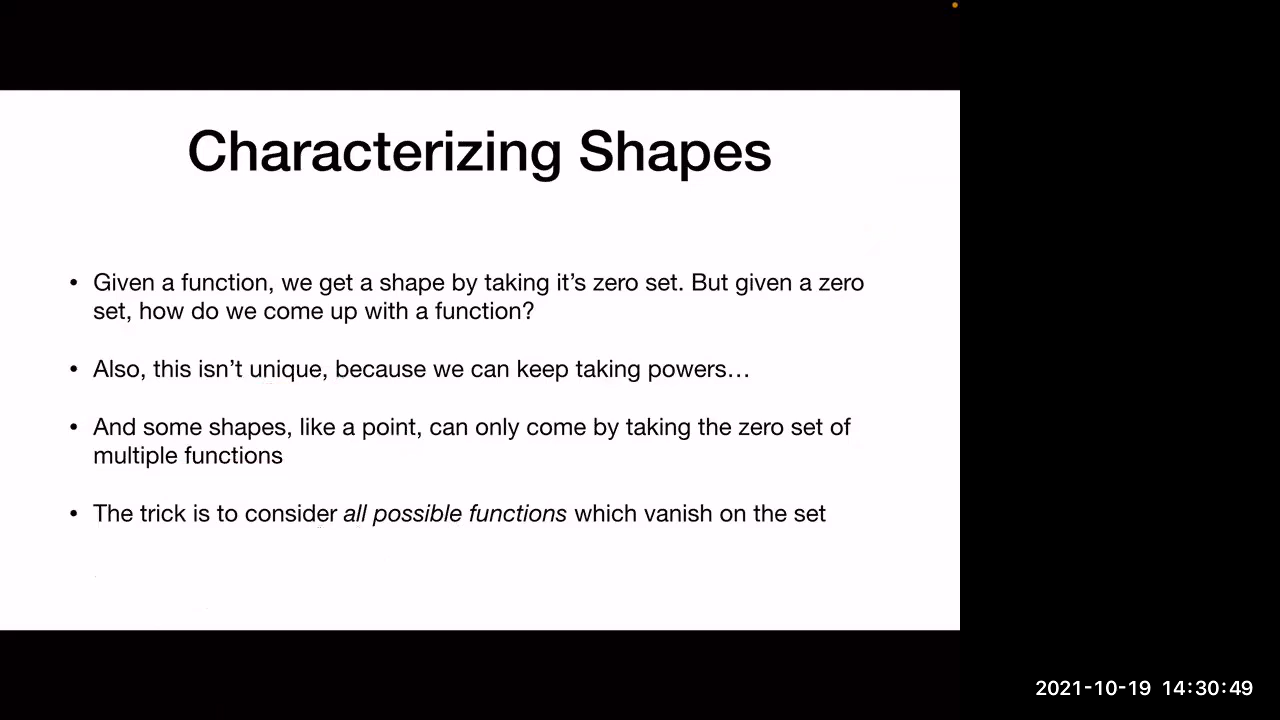 Characterizing Shapes
• Given a function, we get a shape by taking it’s zero set. But given a zero
set, how do we come up with a function?
• Also, this isn’t unique, because we can keep taking powers…
• And some shapes, like a point, can only come by taking the zero set of
multiple functions
• The trick is to consider all possible functions which vanish on the set
2021-10-19 14:30:49